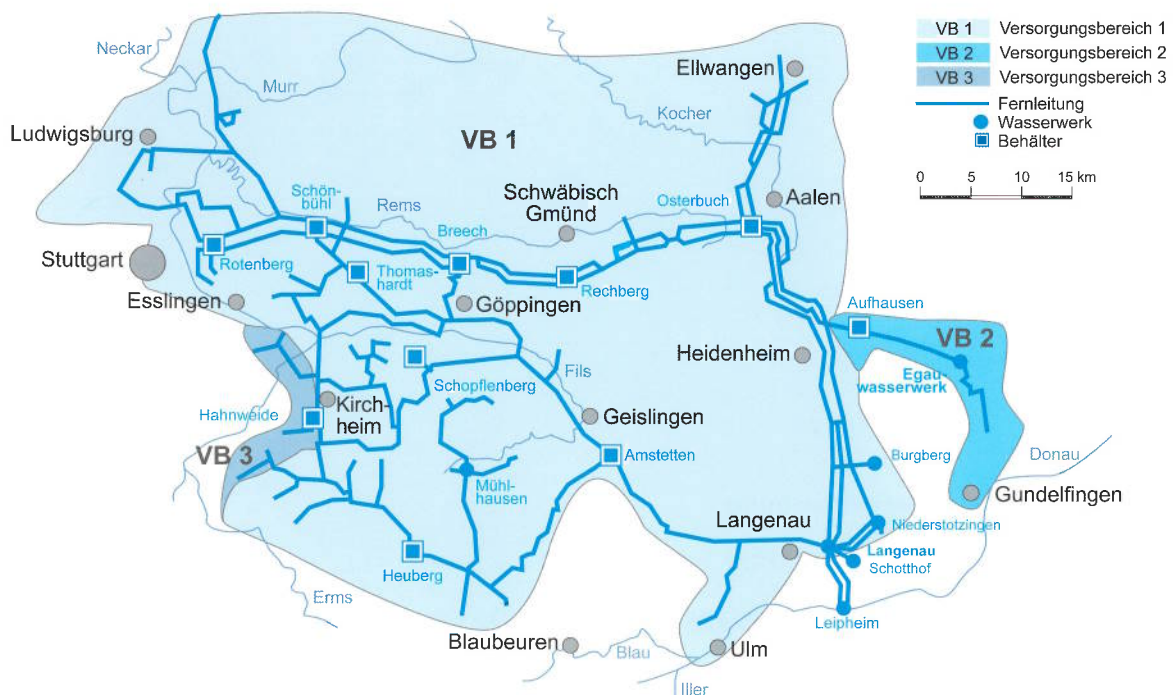 VB 1 Versorgungsbereich 1
VB 2 Versorgungsbereich 2
VB 3 Versorgungsbereich 3
Fernleitung
Wasserwerk
Behälter
0 5 10 15 km
Neckar
Murr
Ellwangen
Kocher
Ludwigsburg
VB 1
Schön-
bühl
Schwäbisch
Gmünd
Osterbuch
Aalen
Rems
Breech
Stuttgart
Rotenberg
Thomas-
hardt
Rechberg
Esslingen
Göppingen
Aufhausen
VB 2
Heidenheim
Egau-
wasserwerk
Fils
Schopflenberg
Hahnweide
Kirch-
heim
Geislingen
VB 3
Amstetten
Burgberg
Donau
Mühl-
hausen
Gundelfingen
Langenau
Niederstotzingen
Langenau
Schotthof
Heuberg
Erms
Leipheim
Blaubeuren
Blau
Ulm
Iller